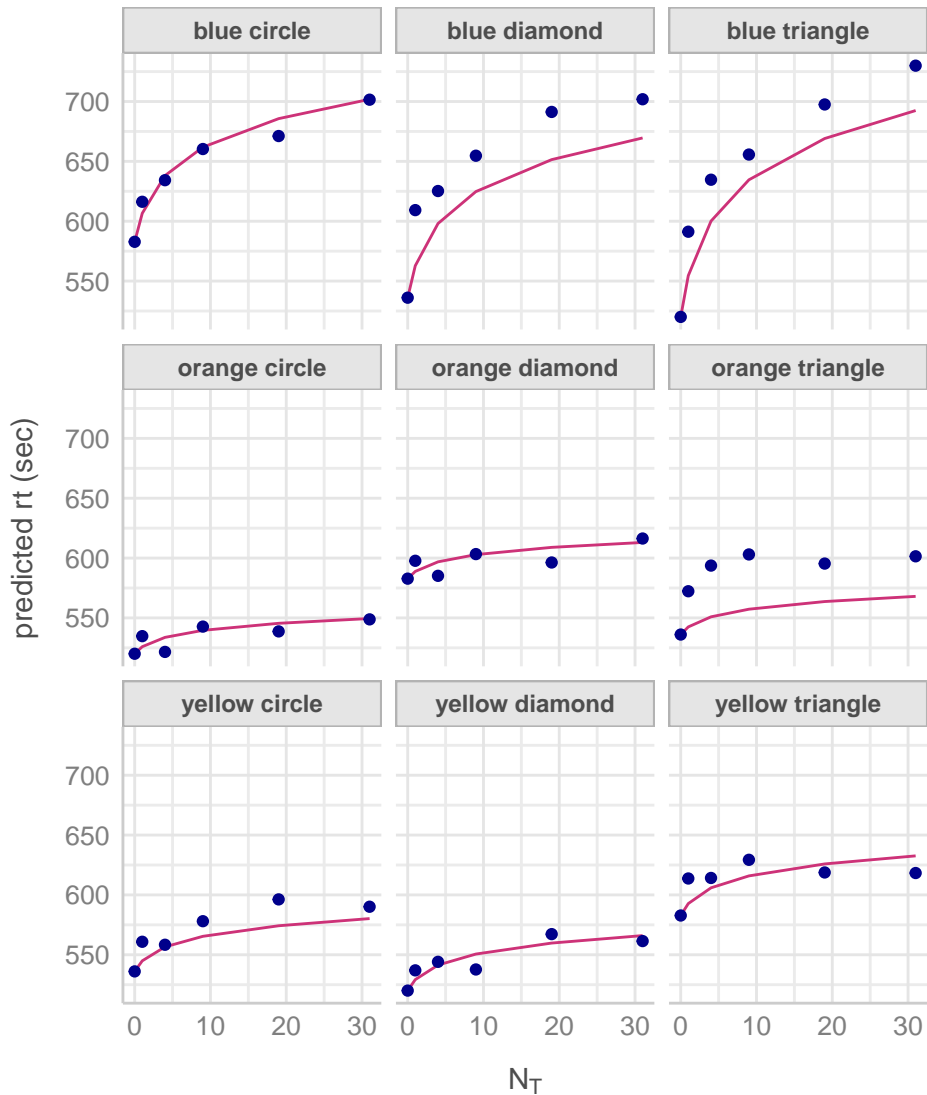 blue circle
blue diamond
blue triangle
700
650
600
550
orange circle
orange diamond
orange triangle
700
650
600
550
yellow circle
yellow diamond
yellow triangle
700
650
600
550
0 10 20 30
0 10 20 30
0 10 20 30
predicted rt (sec)
N_T